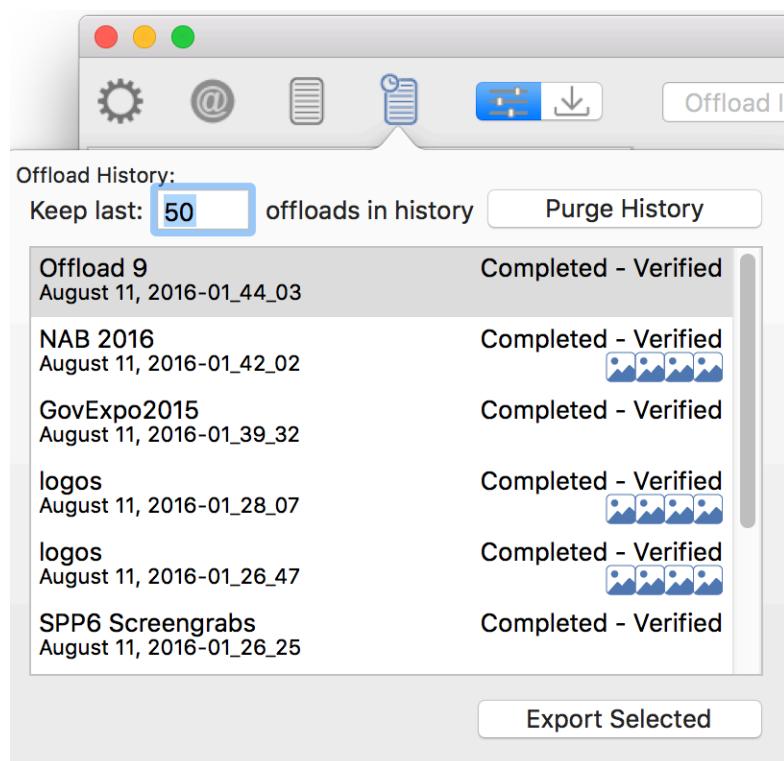 @
Offload I
Offload History:
Keep last: 50 offloads in history Purge History
Offload 9 Completed - Verified
August 11, 2016-01_44_03
NAB 2016 Completed - Verified
August 11, 2016-01_42_02
GovExpo2015 Completed - Verified
August 11, 2016-01_39_32
logos Completed - Verified
August 11, 2016-01_28_07
logos Completed - Verified
August 11, 2016-01_26_47
SPP6 Screengrabs Completed - Verified
August 11, 2016-01_26_25
Export Selected